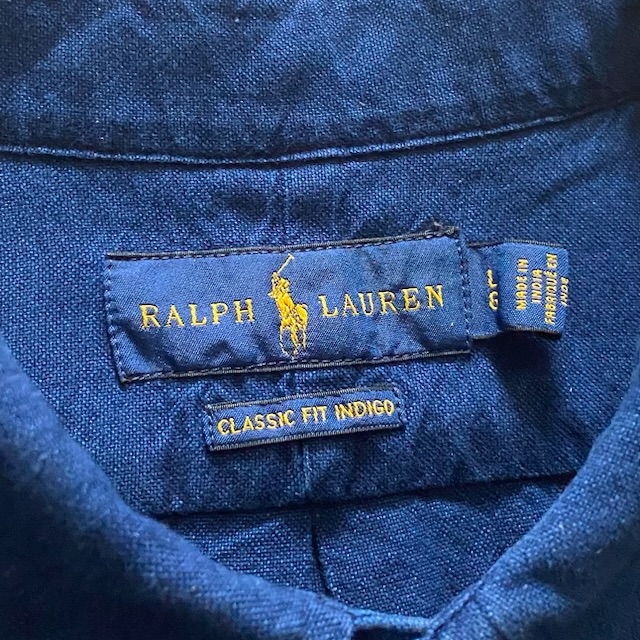 RALPH LAUREN
L
G
MADE IN
INDIA
FABRIQUÉ EN
INDE
CLASSIC FIT INDIGO